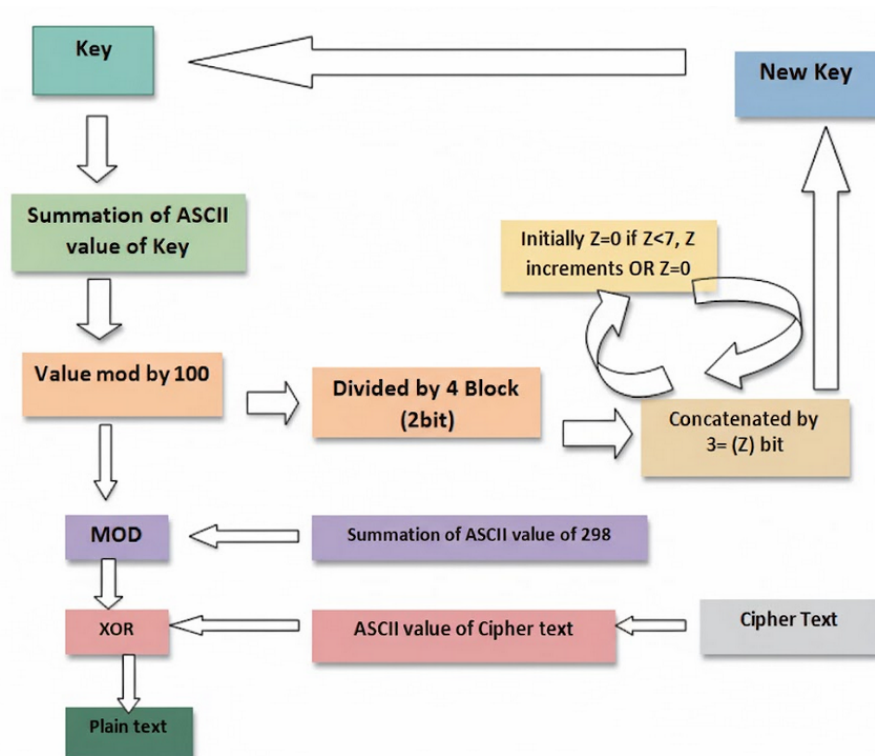 Key
New Key
Summation of ASCII
value of Key
Initially Z=0 if Z<7, Z
increments OR Z=0
Value mod by 100
Divided by 4 Block
(2bit)
Concatenated by
3= (Z) bit
MOD
Summation of ASCII value of 298
XOR
ASCII value of Cipher text
Cipher Text
Plain text